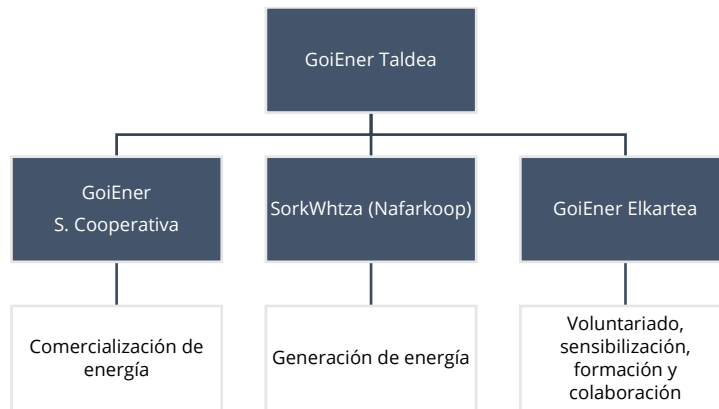 GoiEner Taldea
GoiEner
S. Cooperativa
SorkWhtza (Nafarkoop)
GoiEner Elkartea
Comercialización de
energía
Generación de energía
Voluntariado,
sensibilización,
formación y
colaboración